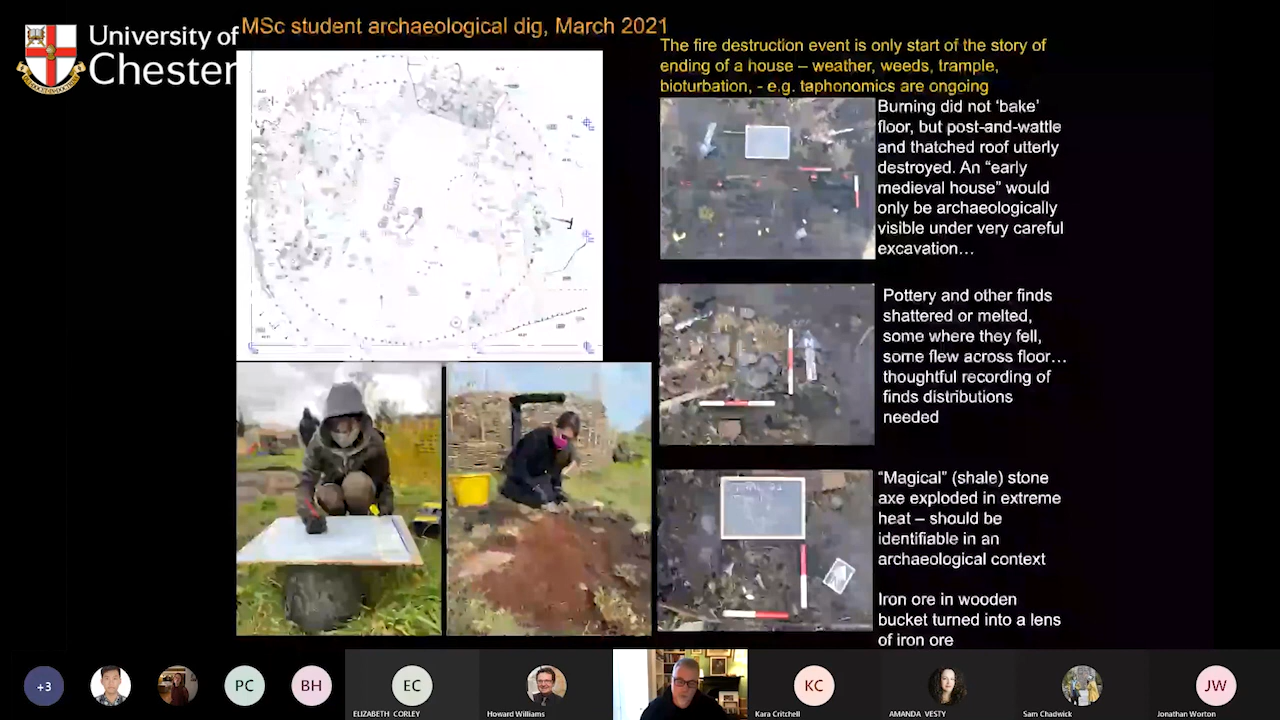 MSc student archaeological dig, March 2021
University of
Chester
The fire destruction event is only start of the story of
ending of a house – weather, weeds, trample,
bioturbation, - e.g. taphonomics are ongoing
Burning did not ‘bake’
floor, but post-and-wattle
and thatched roof utterly
destroyed. An “early
medieval house” would
only be archaeologically
visible under very careful
excavation…
Pottery and other finds
shattered or melted,
some where they fell,
some flew across floor…
thoughtful recording of
finds distributions
needed
“Magical” (shale) stone
axe exploded in extreme
heat – should be
identifiable in an
archaeological context
Iron ore in wooden
bucket turned into a lens
of iron ore
+3
PC
BH
EC
KC
JW
ELIZABETH CORLEY
Howard Williams
Kara Critchell
AMANDA VESTY
Sam Chadwick
Jonathan Worton